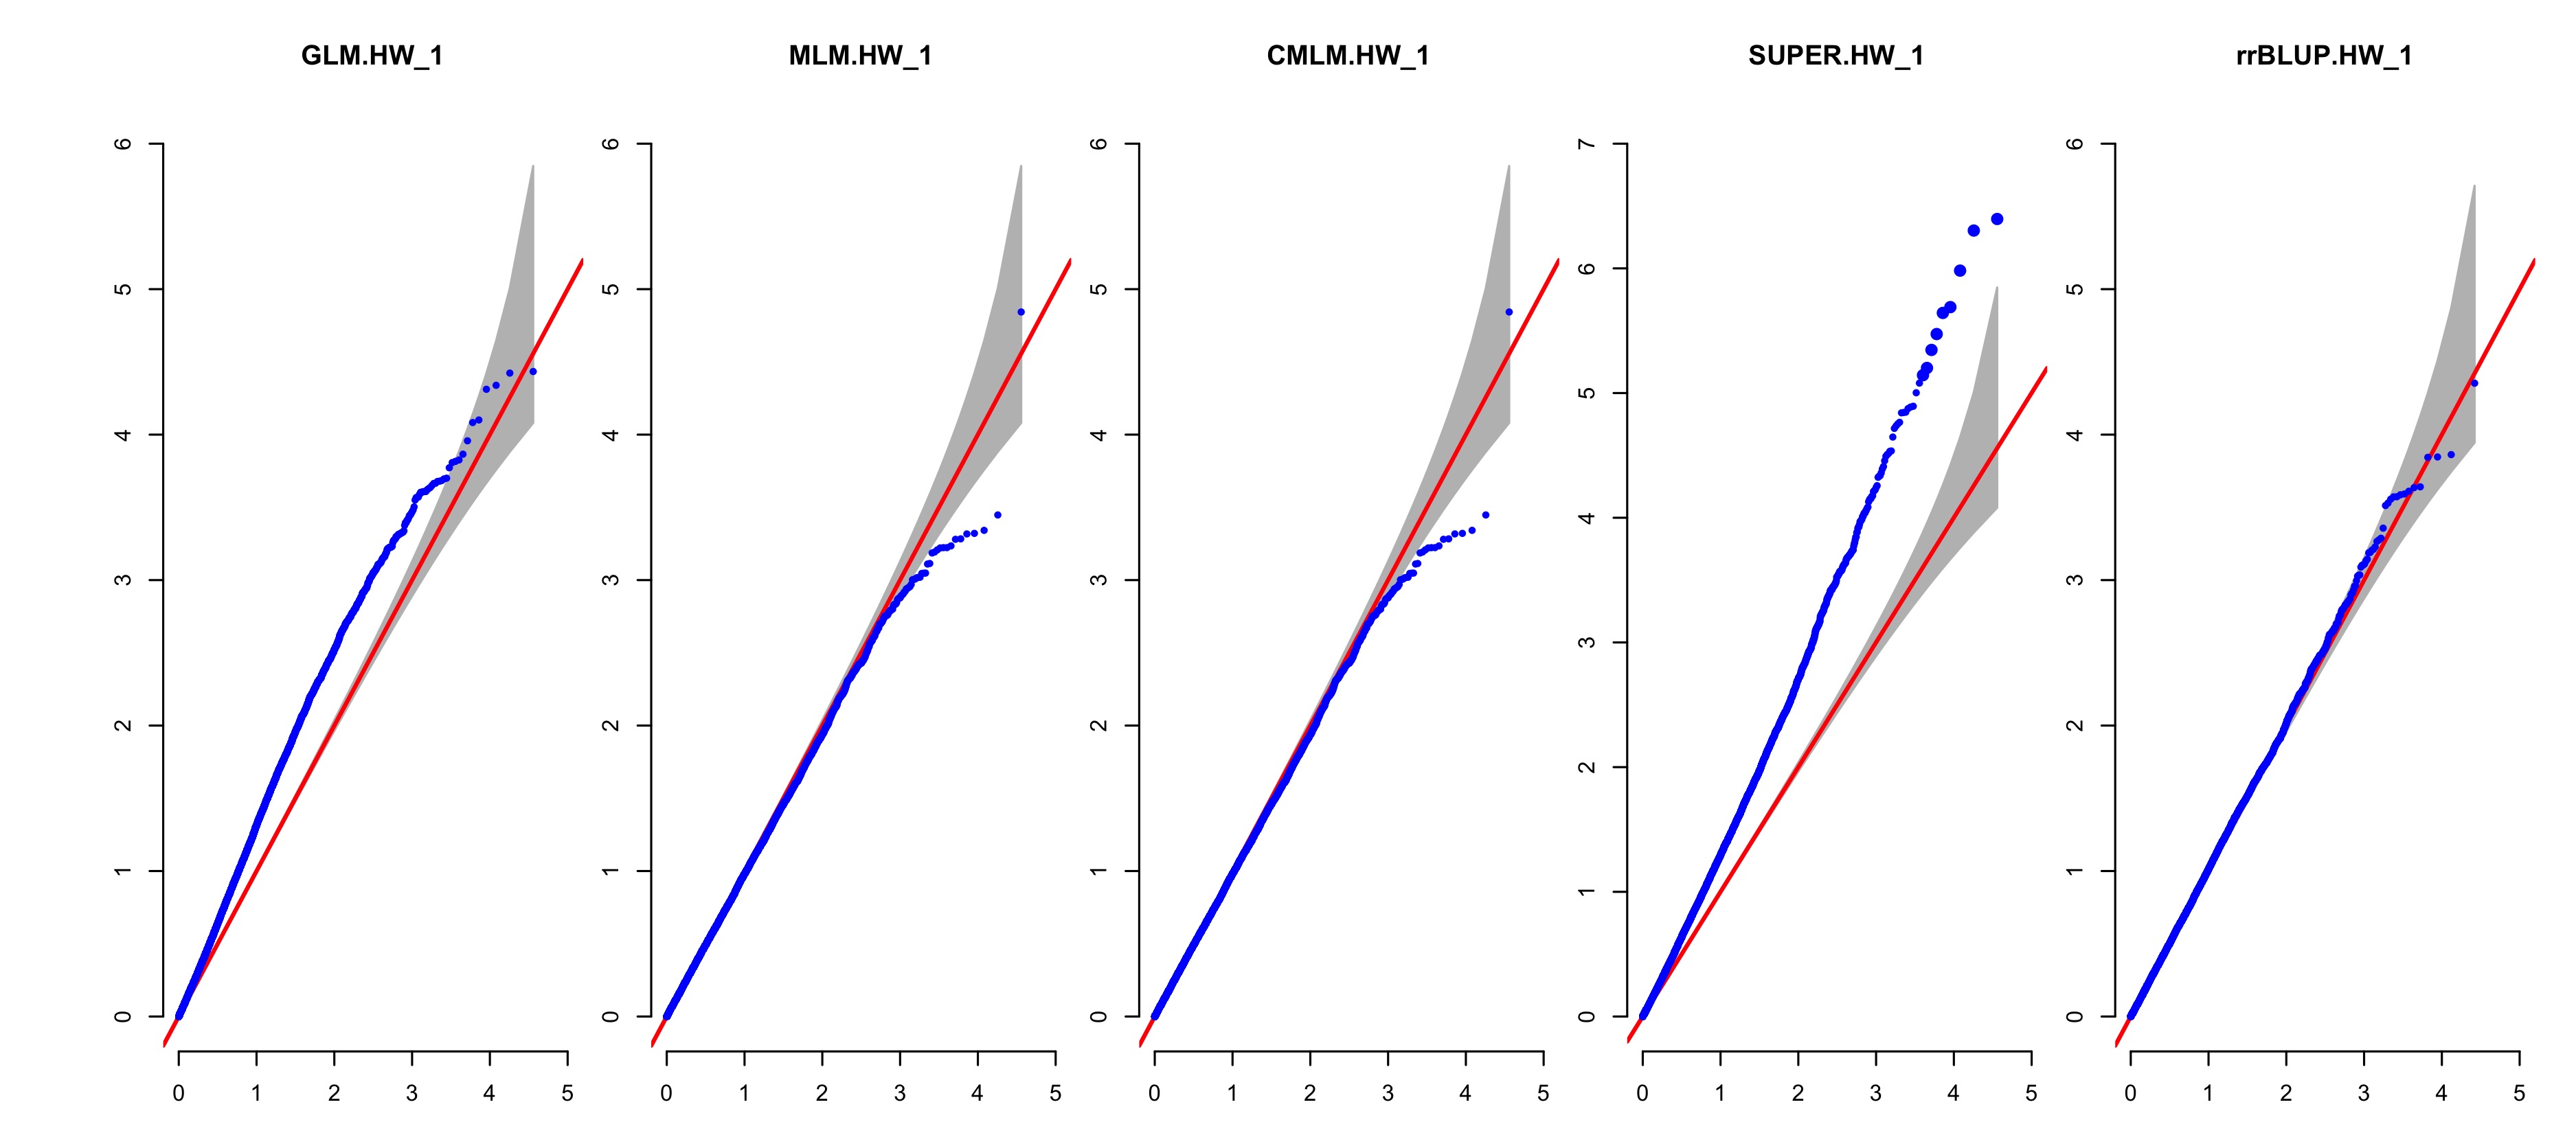 GLM.HW_1 MLM.HW_1 CMLM.HW_1 SUPER.HW_1 rrBLUP.HW_1
6 6 6 7 6
5 5 5 6 5
4 4 4 5 4
3 3 3 4 3
2 2 2 3 2
1 1 1 2 1
0 0 0 1 0
0
0 1 2 3 4 5 0 1 2 3 4 5 0 1 2 3 4 5 0 1 2 3 4 5 0 1 2 3 4 5